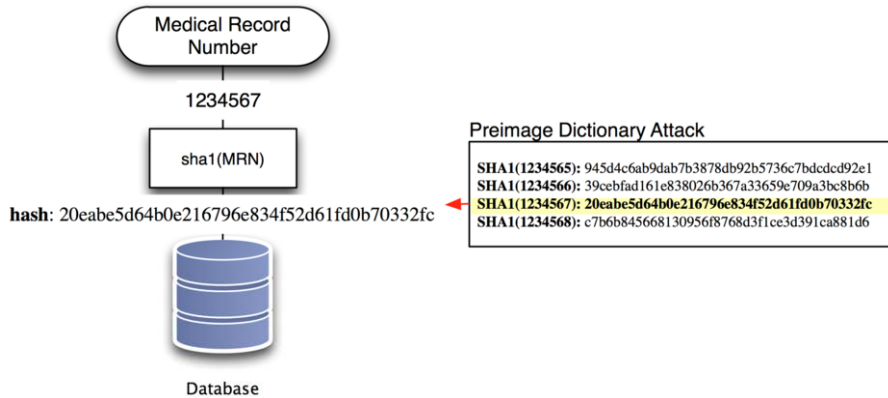 Medical Record
Number
1234567
sha1(MRN)
hash: 20eabe5d64b0e216796e834f52d61fd0b70332fc
Database
Preimage Dictionary Attack
SHA1(1234565): 945d4c6ab9dab7b3878db92b5736c7bdcdcd92e1
SHA1(1234566): 39cebfad161e838026b367a33659e709a3bc8b6b
SHA1(1234567): 20eabe5d64b0e216796e834f52d61fd0b70332fc
SHA1(1234568): c7b6b845668130956f8768d3f1ce3d391ca881d6